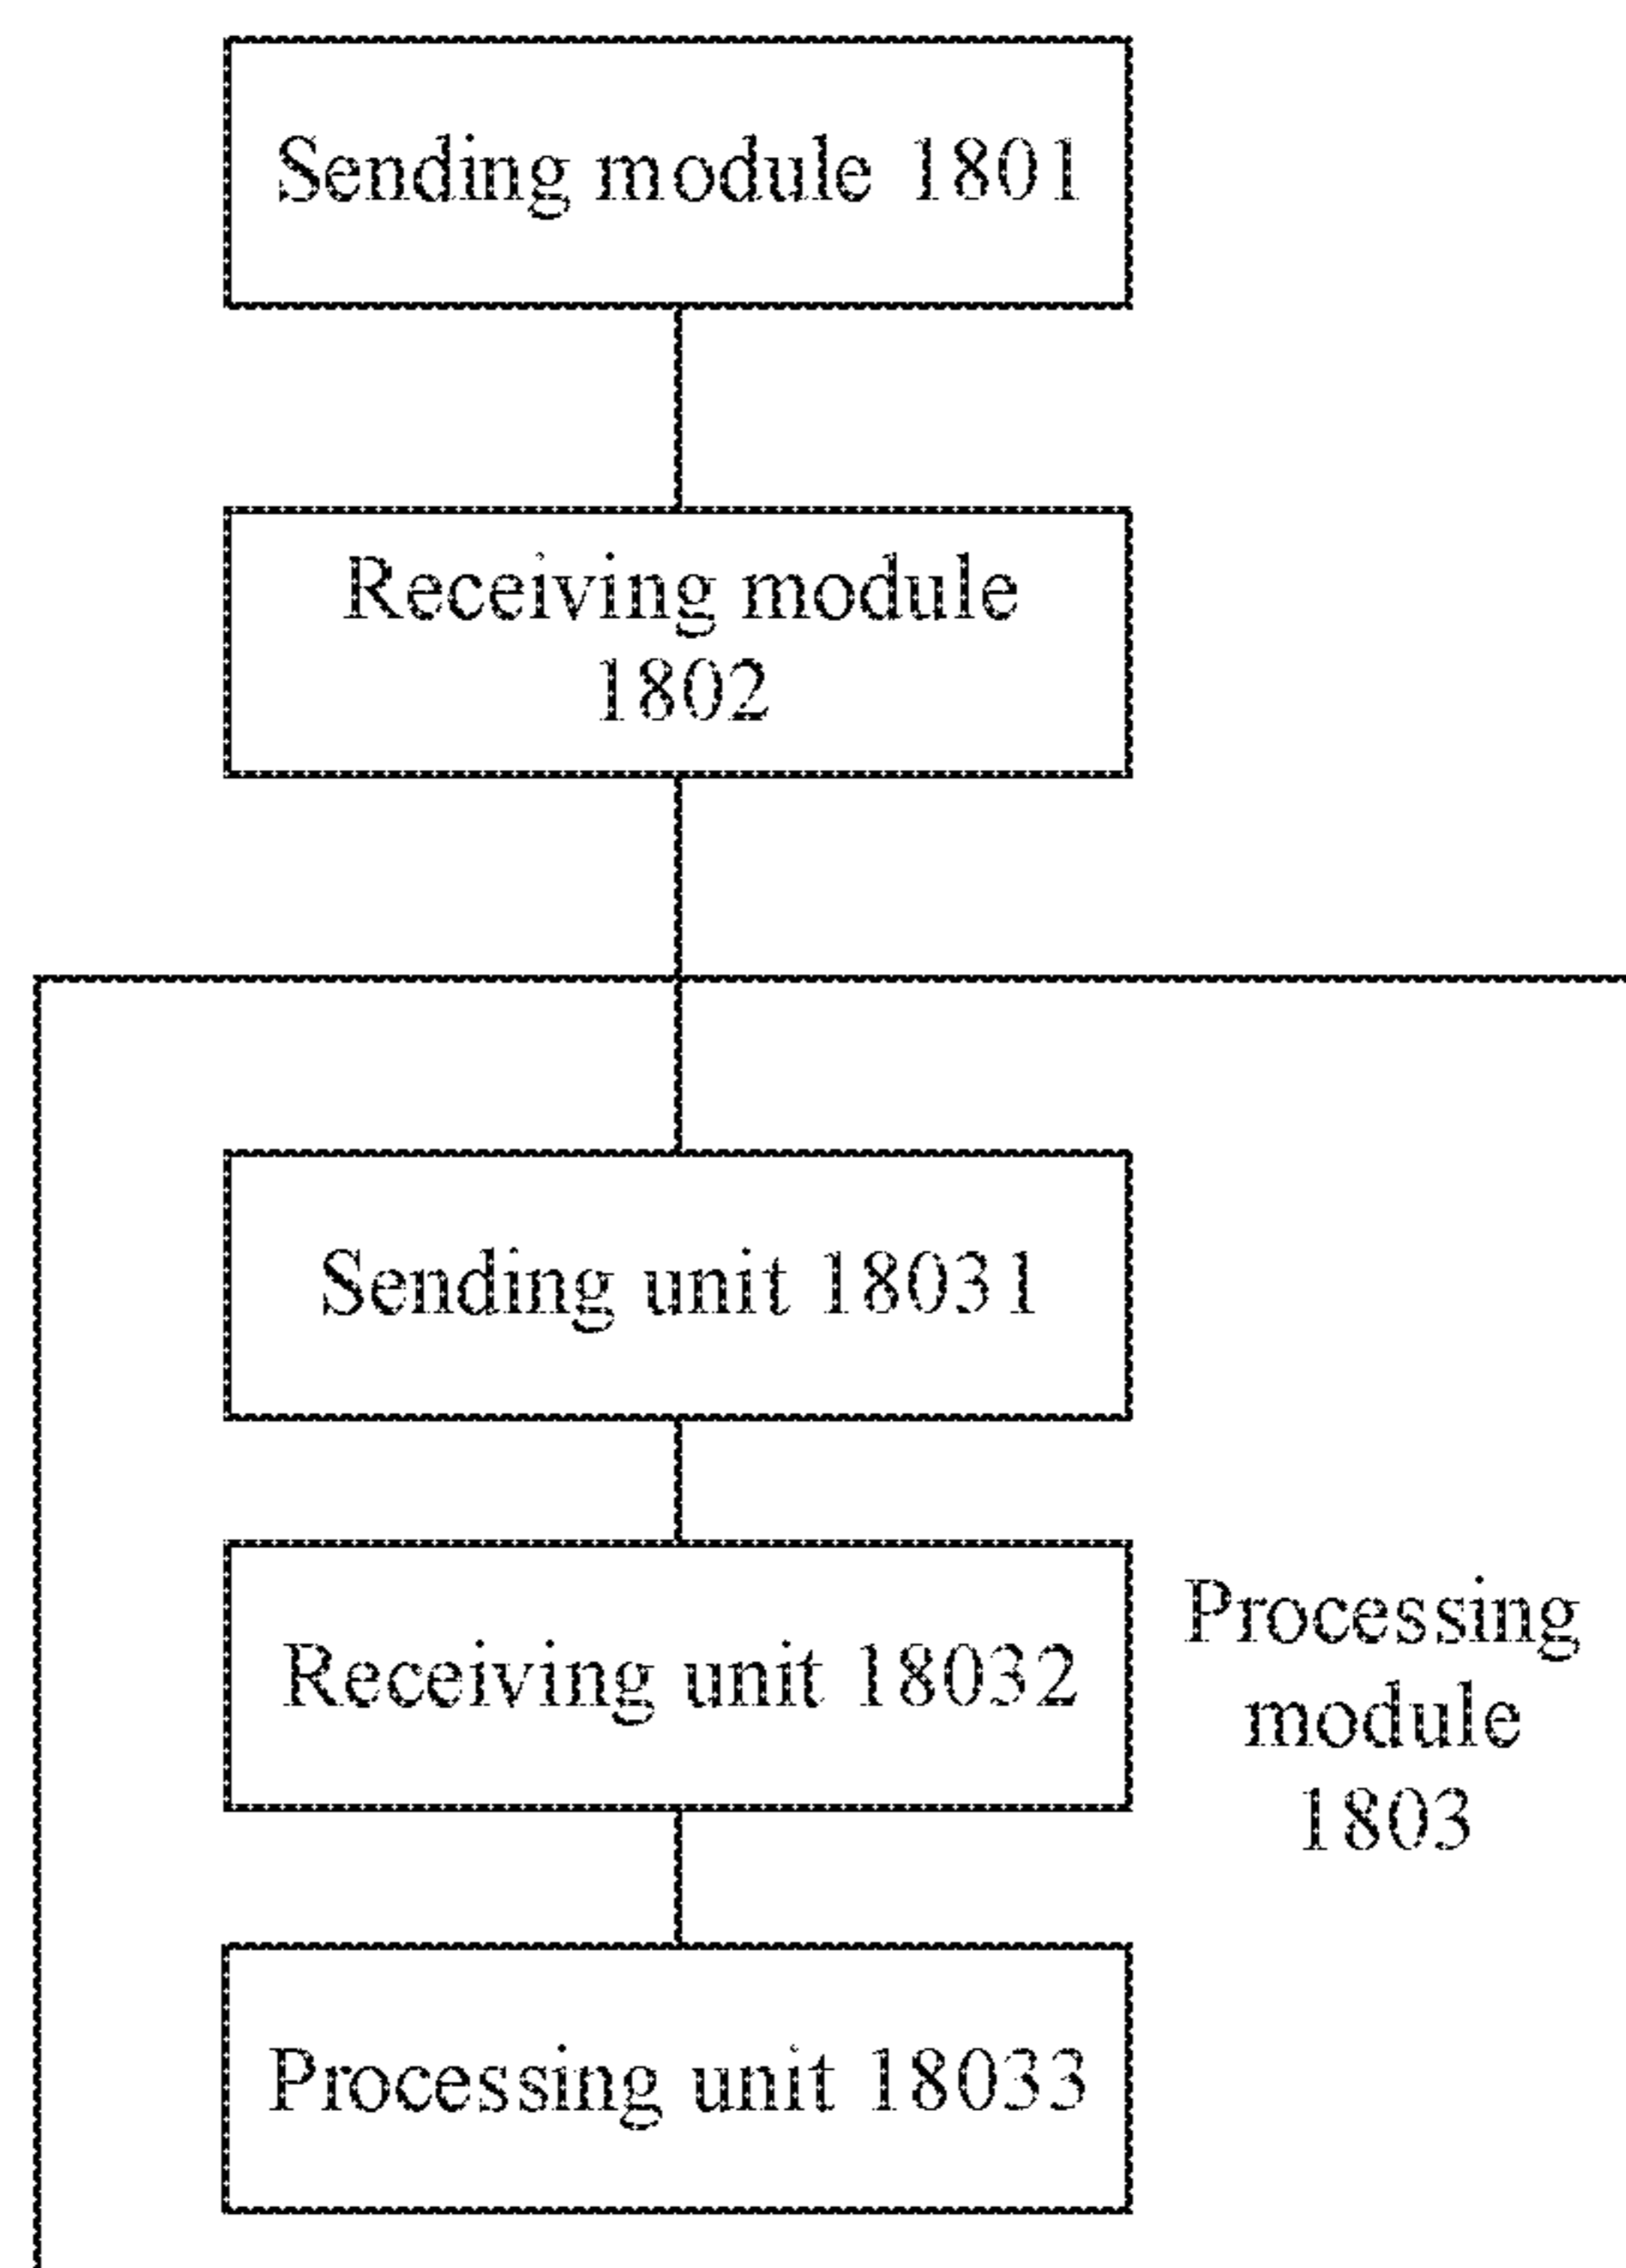 Sending module 1801
Receiving module
1802
Sending unit 18031
Receiving unit 18032
Processing
module
1803
Processing unit 18033